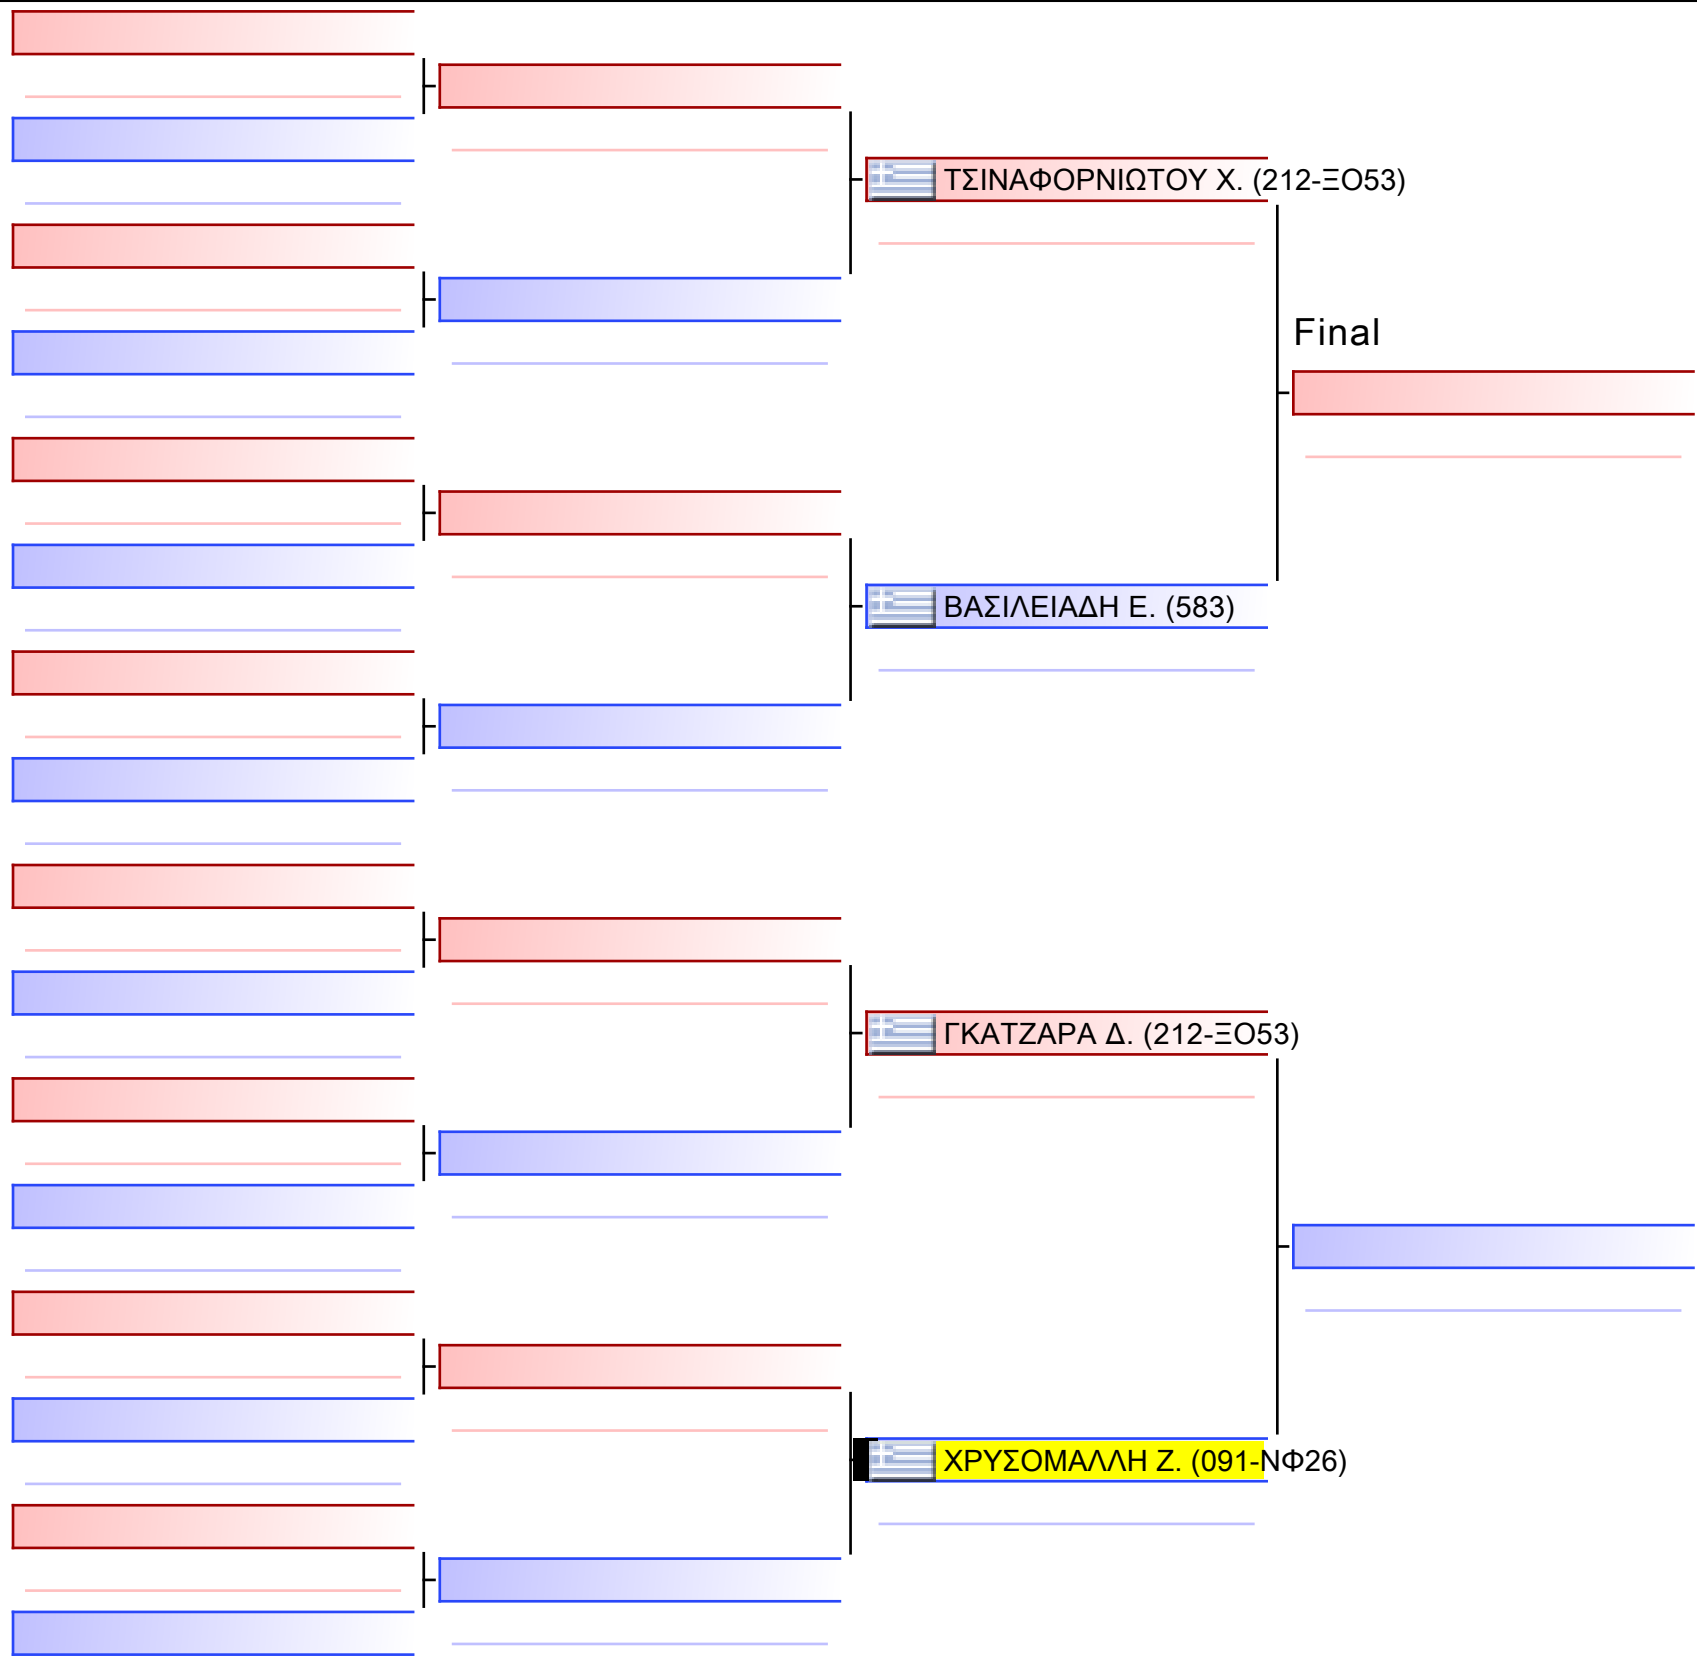 ΤΣΙΝΑΦΟΡΝΙΩΤΟΥ Χ. (212-ΞΟ53)
Final
ΒΑΣΙΛΕΙΑΔΗ Ε. (583)
ΓΚΑΤΖΑΡΑ Δ. (212-ΞΟ53)
ΧΡΥΣΟΜΑΛΛΗ Ζ. (091-ΝΦ26)